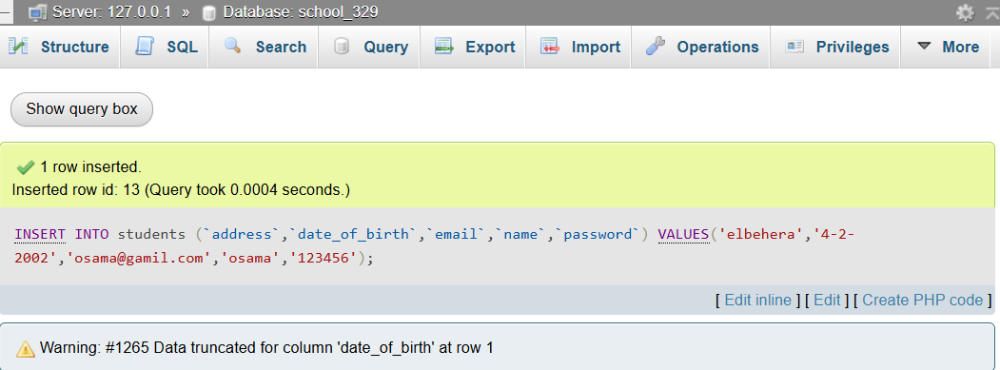 Server: 127.0.0.1 » Database: school_329
Structure SQL Search Query Export Import Operations Privileges More
Show query box
1 row inserted.
Inserted row id: 13 (Query took 0.0004 seconds.)
INSERT INTO students (`address`,`date_of_birth`,`email`,`name`,`password`) VALUES('elbehera','4-2-
2002','osama@gamil.com','osama','123456');
[ Edit inline ] [ Edit ] [ Create PHP code ]
Warning: #1265 Data truncated for column 'date_of_birth' at row 1